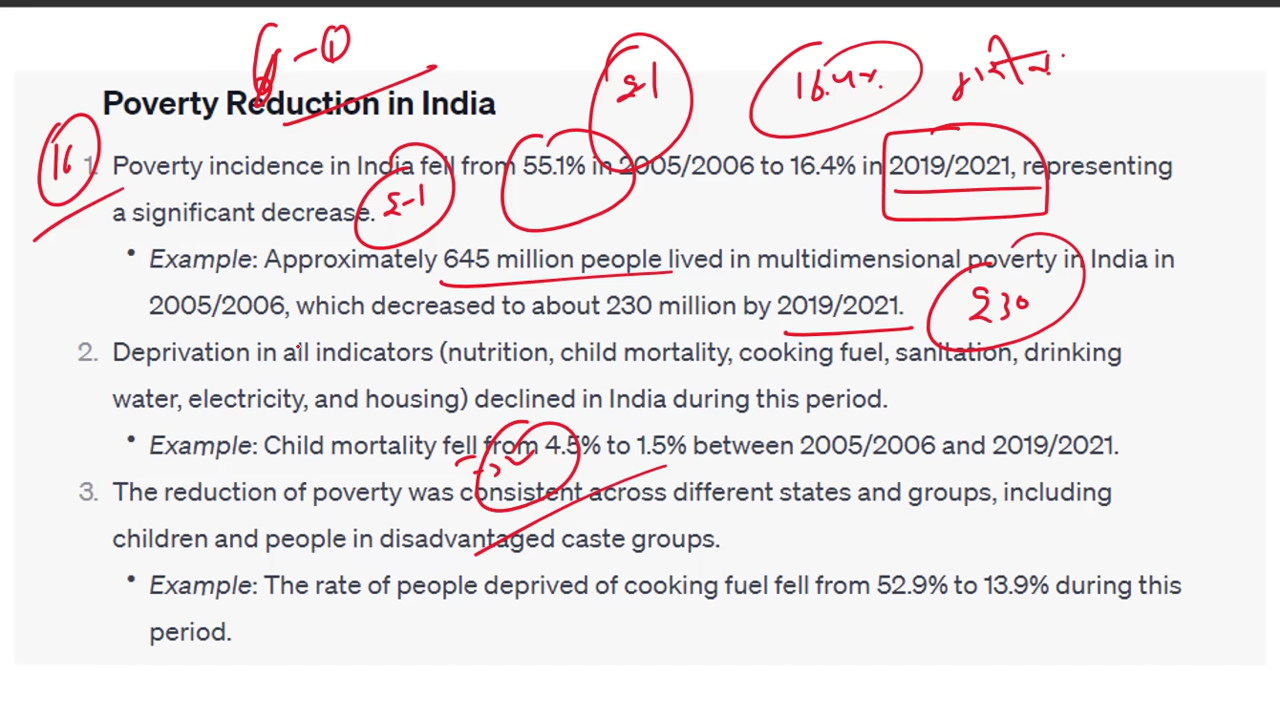 16.4%
Poverty Reduction in India
16
1. Poverty incidence in India fell from 55.1% in 2005/2006 to 16.4% in 2019/2021, representing
a significant decrease.
• Example: Approximately 645 million people lived in multidimensional poverty in India in
2005/2006, which decreased to about 230 million by 2019/2021.
230
2. Deprivation in all indicators (nutrition, child mortality, cooking fuel, sanitation, drinking
water, electricity, and housing) declined in India during this period.
• Example: Child mortality fell from 4.5% to 1.5% between 2005/2006 and 2019/2021.
3. The reduction of poverty was consistent across different states and groups, including
children and people in disadvantaged caste groups.
• Example: The rate of people deprived of cooking fuel fell from 52.9% to 13.9% during this
period.